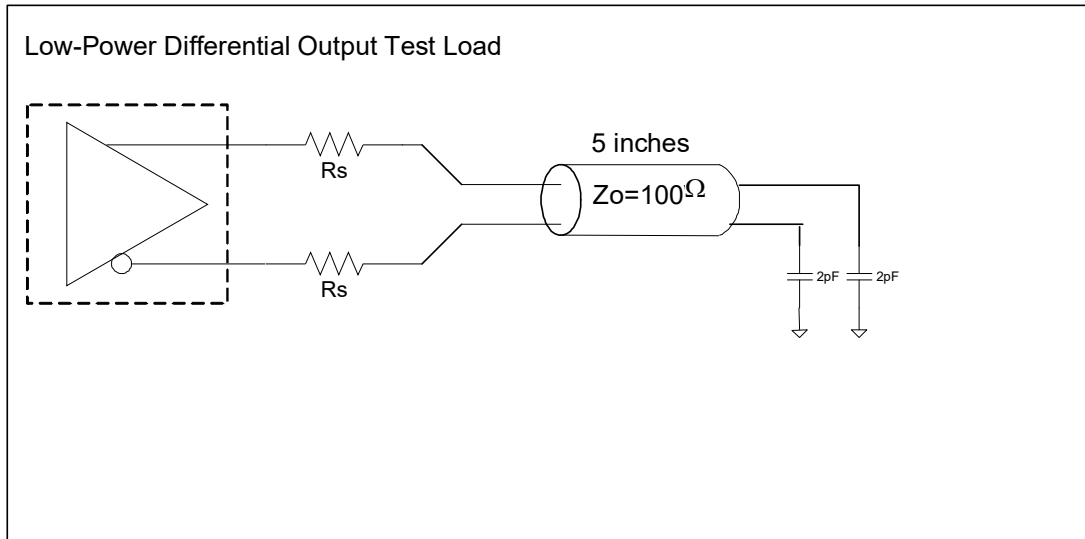 Low-Power Differential Output Test Load
Rs
Rs
5 inches
Zo=100Ω
2pF
2pF